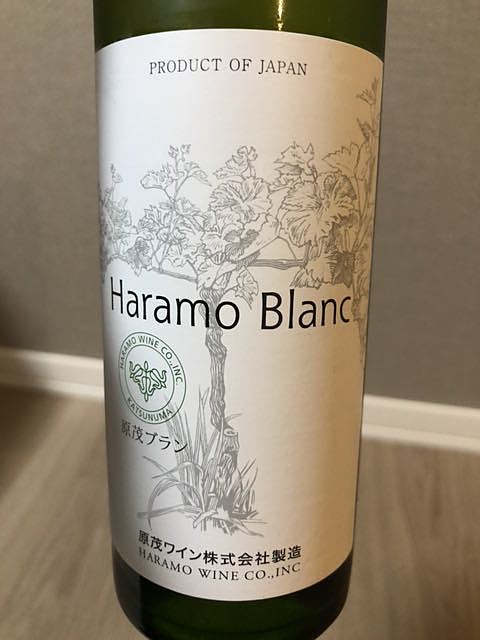 PRODUCT OF JAPAN
Haramo Blanc
HARAMO WINE CO.,INC.
KATSUNUMA
原茂ブラン
原茂ワイン株式会社製造
HARAMO WINE CO.,INC